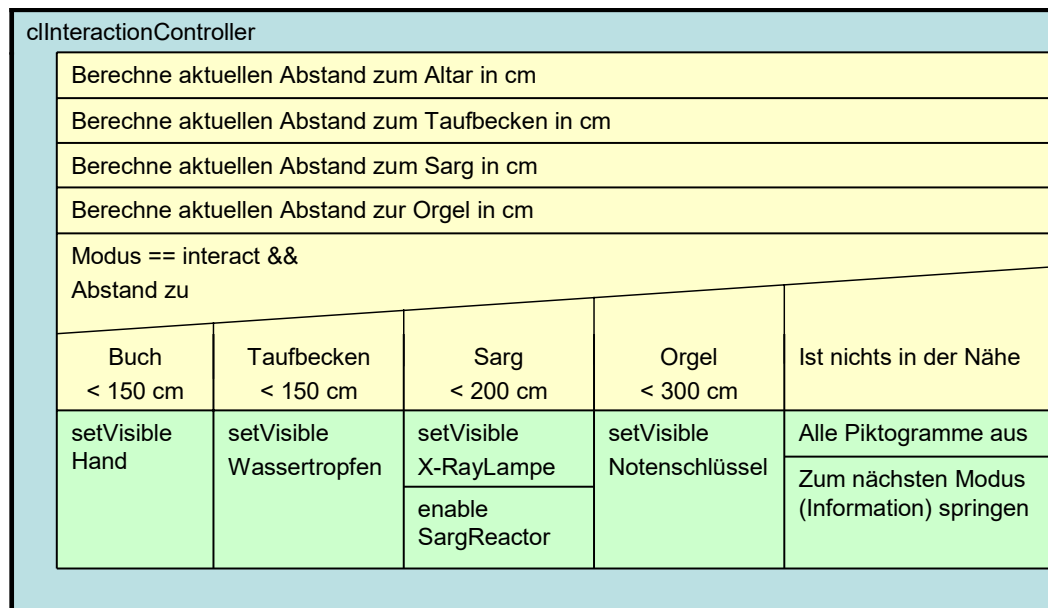 clInteractionController
Berechne aktuellen Abstand zum Altar in cm
Berechne aktuellen Abstand zum Taufbecken in cm
Berechne aktuellen Abstand zum Sarg in cm
Berechne aktuellen Abstand zur Orgel in cm
Modus == interact &&
Abstand zu
Buch
< 150 cm
Taufbecken
< 150 cm
Sarg
< 200 cm
Orgel
< 300 cm
Ist nichts in der Nähe
setVisible
Hand
setVisible
Wassertropfen
setVisible
X-RayLampe
enable
SargReactor
setVisible
Notenschlüssel
Alle Piktogramme aus
Zum nächsten Modus
(Information) springen